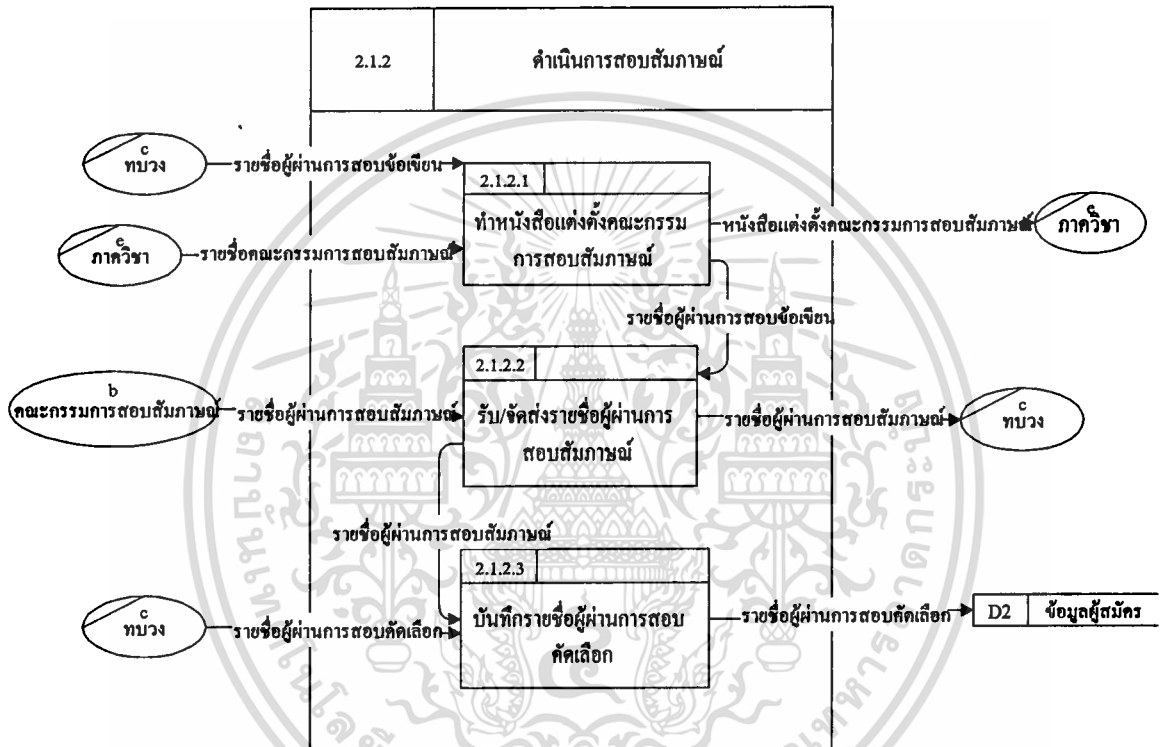 2.1.2 ดำเนินการสอบสัมภาษณ์
c
ทบวง
รายชื่อผู้ผ่านการสอบข้อเขียน
2.1.2.1
ทำหนังสือแต่งตั้งคณะกรรม
การสอบสัมภาษณ์
หนังสือแต่งตั้งคณะกรรมการสอบสัมภาษณ์
e
ภาควิชา
e
ภาควิชา
รายชื่อคณะกรรมการสอบสัมภาษณ์
รายชื่อผู้ผ่านการสอบข้อเขียน
2.1.2.2
b
คณะกรรมการสอบสัมภาษณ์
รายชื่อผู้ผ่านการสอบสัมภาษณ์
รับ/จัดส่งรายชื่อผู้ผ่านการ
สอบสัมภาษณ์
รายชื่อผู้ผ่านการสอบสัมภาษณ์
c
ทบวง
รายชื่อผู้ผ่านการสอบสัมภาษณ์
2.1.2.3
c
ทบวง
รายชื่อผู้ผ่านการสอบคัดเลือก
บันทึกรายชื่อผู้ผ่านการสอบ
คัดเลือก
รายชื่อผู้ผ่านการสอบคัดเลือก
D2 ข้อมูลผู้สมัคร